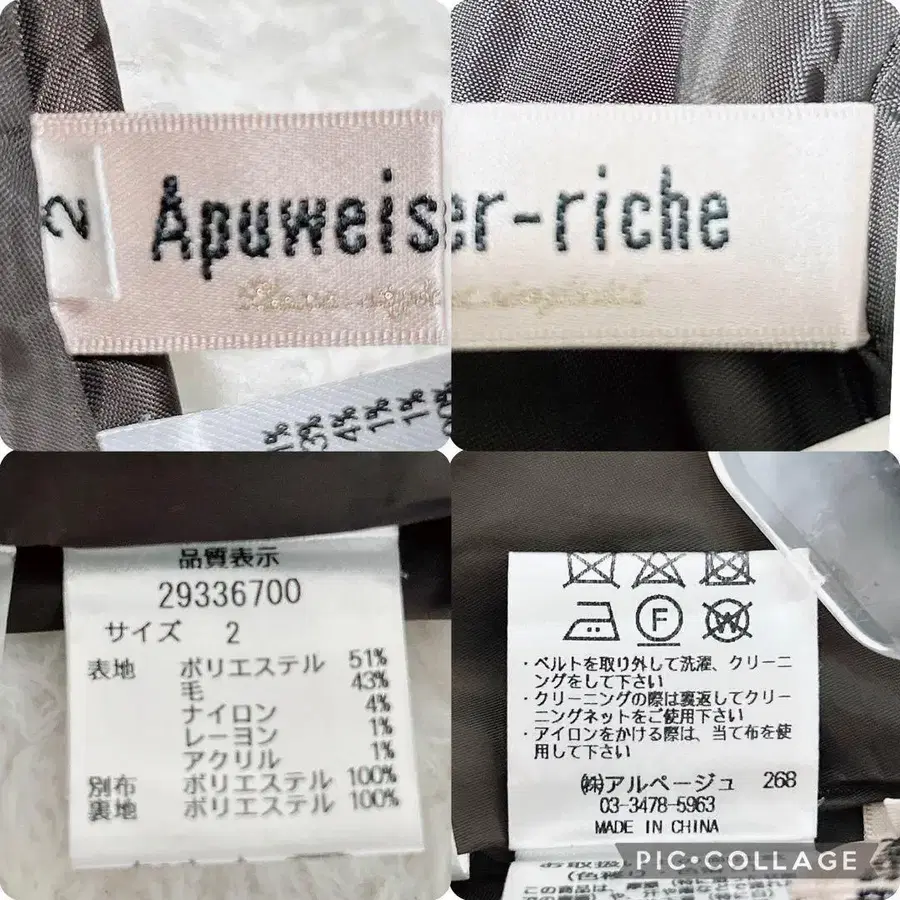 2
Apuweis
er-riche
1%
3%
4%
1%
1%
品質表示
29336700
サイズ 2
表地 ポリエステル 51%
毛 43%
ナイロン 4%
レーヨン 1%
アクリル 1%
別布 ポリエステル 100%
裏地 ポリエステル 100%
F
W
・ベルトを取り外して洗濯、クリーニ
ングをして下さい
・クリーニングの際は裏返してクリー
ニングネットをご使用下さい
・アイロンをかける際は、当て布を使
用して下さい
㈱アルページュ 268
03-3478-5963
MADE IN CHINA
PIC•COLLAGE